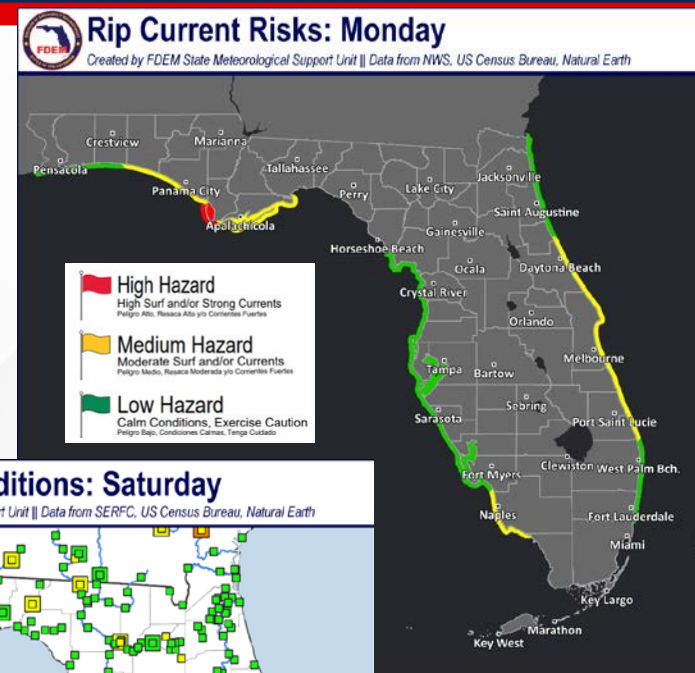 FDEM
Rip Current Risks: Monday
Created by FDEM State Meteorological Support Unit || Data from NWS, US Census Bureau, Natural Earth
Crestview
Marianna
Pensacola
Tallahassee
Jacksonville
Panama City
Perry
Lake City
Saint Augustine
Apalachicola
Gainesville
Horseshoe Beach
Ocala
Daytona Beach
Crystal River
Orlando
Melbourne
Tampa
Bartow
Sebring
Sarasota
Port Saint Lucie
Clewiston
West Palm Bch.
Fort Myers
Naples
Fort Lauderdale
Miami
Key Largo
Marathon
Key West
High Hazard
High Surf and/or Strong Currents
Peligro Alto, Resaca Alta y/o Corrientes Fuertes
Medium Hazard
Moderate Surf and/or Currents
Peligro Medio, Resaca Moderada y/o Corrientes Fuertes
Low Hazard
Calm Conditions, Exercise Caution
Peligro Bajo, Condiciones Calmas, Tenga Cuidado
ditions: Saturday
rt Unit || Data from SERFC, US Census Bureau, Natural Earth